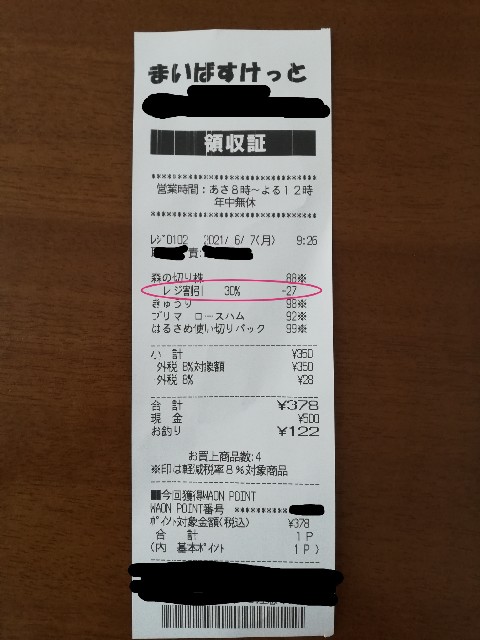 まいばすけっと
領収証
********************************
営業時間：あさ８時～よる１２時
年中無休
********************************
ﾚｼﾞ0102 2021/ 6/ 7(月) 9:26
責:
森の切り株 88※
レジ割引 30% -27
きゅうり 98※
プリマ ロースハム 92※
はるさめ使い切りパック 99※
小 計 ¥350
外税 8%対象額 ¥350
外税 8% ¥28
合 計 ¥378
現 金 ¥500
お釣り ¥122
お買上商品数:4
※印は軽減税率８％対象商品
■■今回獲得WAON POINT
WAON POINT番号 **********
ﾎﾟｲﾝﾄ対象金額(税込) ¥378
合 計 1P
(内 基本ﾎﾟｲﾝﾄ 1P)